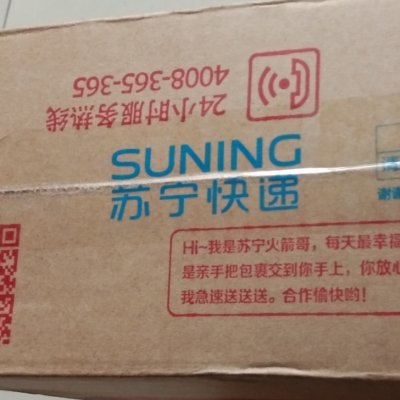 24小时服务热线
4008-365-365
SUNING
苏宁快递
Hi~我是苏宁火箭哥，每天最幸福
是亲手把包裹交到你手上，你放心
我急速送送送。合作愉快哟！
谢谢